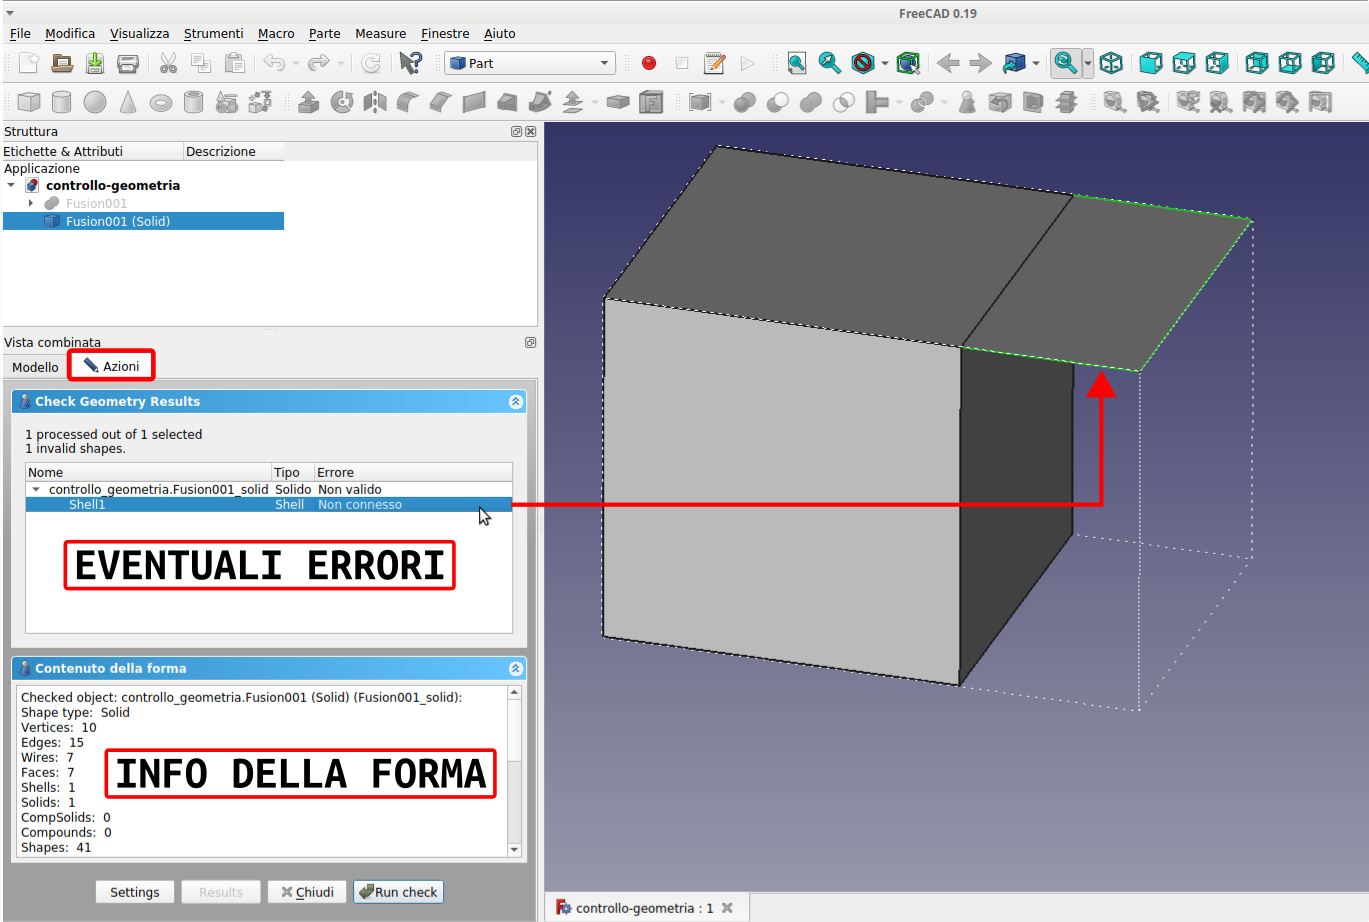 FreeCAD 0.19
File Modifica Visualizza Strumenti Macro Parte Measure Finestre Aiuto
Part
Struttura
Etichette & Attributi Descrizione
Applicazione
controllo-geometria
Fusion001
Fusion001 (Solid)
Vista combinata
Modello Azioni
Check Geometry Results
1 processed out of 1 selected
1 invalid shapes.
Nome Tipo Errore
controllo_geometria.Fusion001_solid Solido Non valido
Shell1 Shell Non connesso
EVENTUALI ERRORI
Contenuto della forma
Checked object: controllo_geometria.Fusion001 (Solid) (Fusion001_solid):
Shape type: Solid
Vertices: 10
Edges: 15
Wires: 7
Faces: 7
Shells: 1
Solids: 1
CompSolids: 0
Compounds: 0
Shapes: 41
INFO DELLA FORMA
Settings Results Chiudi Run check
controllo-geometria : 1